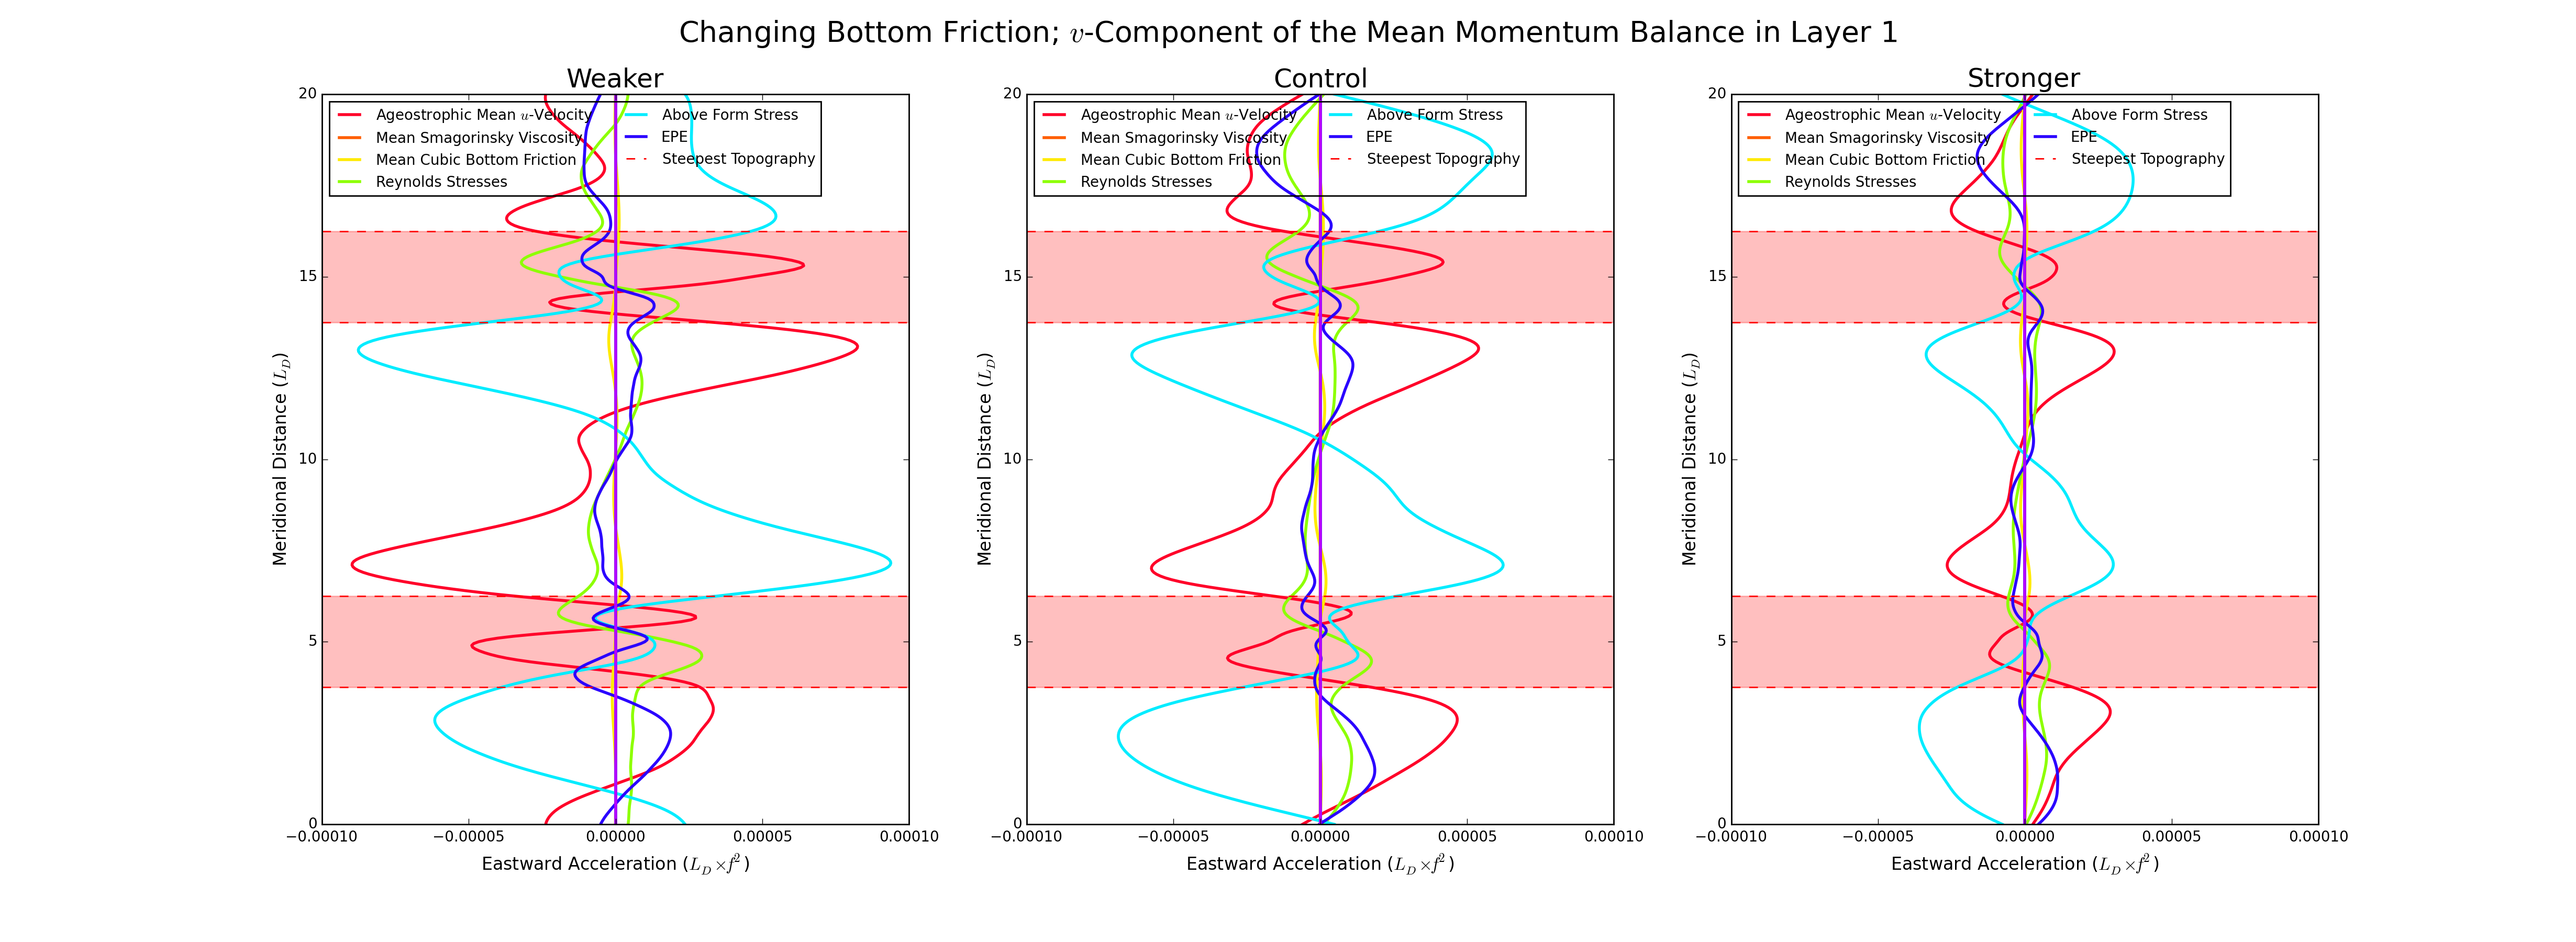 Changing Bottom Friction; v-Component of the Mean Momentum Balance in Layer 1
Weaker
20
15
10
5
0
Meridional Distance (L_D)
Ageostrophic Mean u-Velocity
Mean Smagorinsky Viscosity
Mean Cubic Bottom Friction
Reynolds Stresses
Above Form Stress
EPE
Steepest Topography
−0.00010 −0.00005 0.00000 0.00005 0.00010
Eastward Acceleration (L_D×f²)
Control
20
15
10
5
0
Meridional Distance (L_D)
Ageostrophic Mean u-Velocity
Mean Smagorinsky Viscosity
Mean Cubic Bottom Friction
Reynolds Stresses
Above Form Stress
EPE
Steepest Topography
−0.00010 −0.00005 0.00000 0.00005 0.00010
Eastward Acceleration (L_D×f²)
Stronger
20
15
10
5
0
Meridional Distance (L_D)
Ageostrophic Mean u-Velocity
Mean Smagorinsky Viscosity
Mean Cubic Bottom Friction
Reynolds Stresses
Above Form Stress
EPE
Steepest Topography
−0.00010 −0.00005 0.00000 0.00005 0.00010
Eastward Acceleration (L_D×f²)